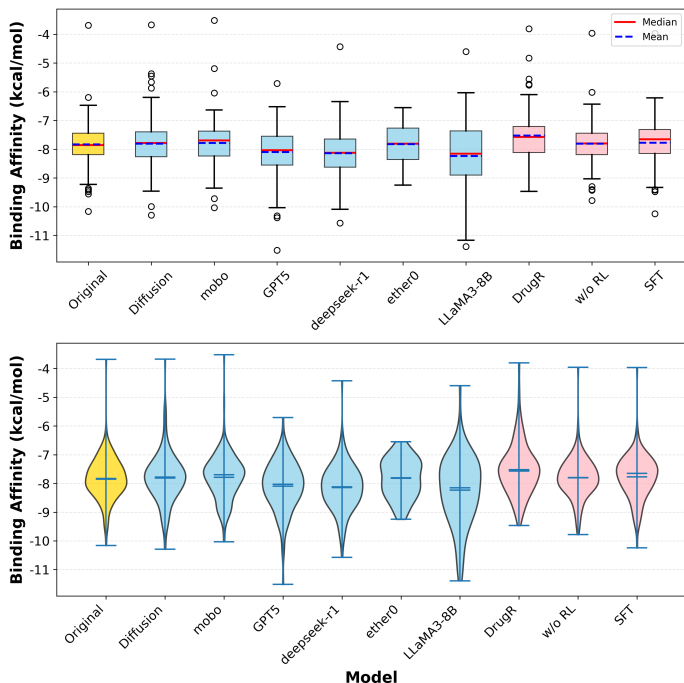 Binding Affinity (kcal/mol)
-4
-5
-6
-7
-8
-9
-10
-11
Median
Mean
Original
Diffusion
mobo
GPT5
deepseek-r1
ether0
LLaMA3-8B
DrugR
w/o RL
SFT
Binding Affinity (kcal/mol)
-4
-5
-6
-7
-8
-9
-10
-11
Original
Diffusion
mobo
GPT5
deepseek-r1
ether0
LLaMA3-8B
DrugR
w/o RL
SFT
Model